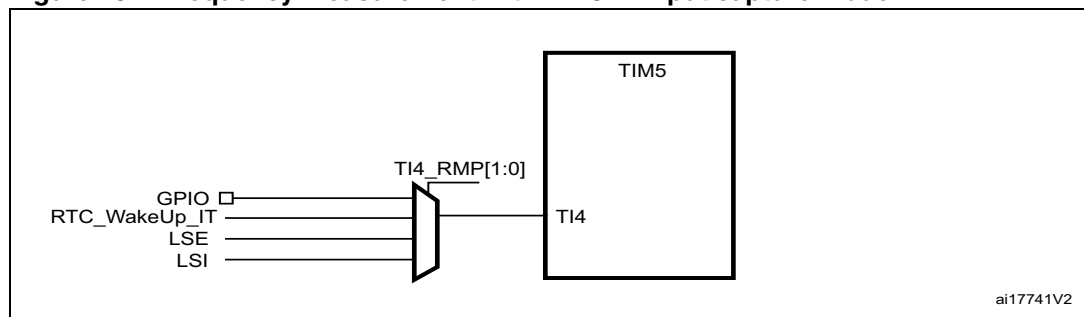 TIM5
TI4_RMP[1:0]
GPIO
RTC_WakeUp_IT
TI4
LSE
LSI
ai17741V2